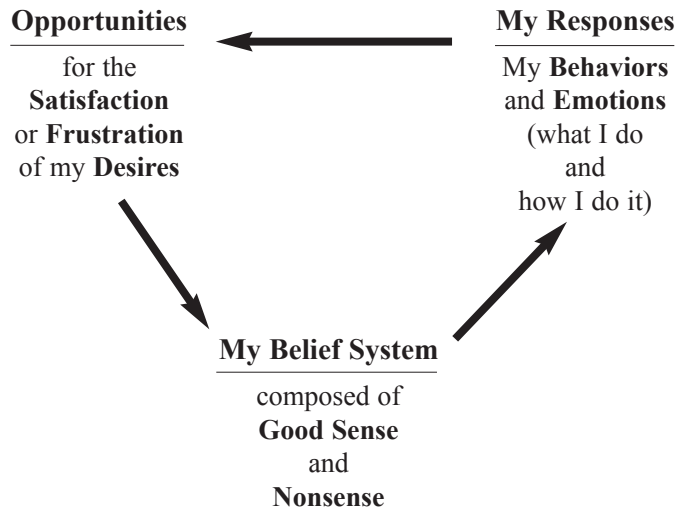 Opportunities
for the
Satisfaction
or Frustration
of my Desires
My Responses
My Behaviors
and Emotions
(what I do
and
how I do it)
My Belief System
composed of
Good Sense
and
Nonsense